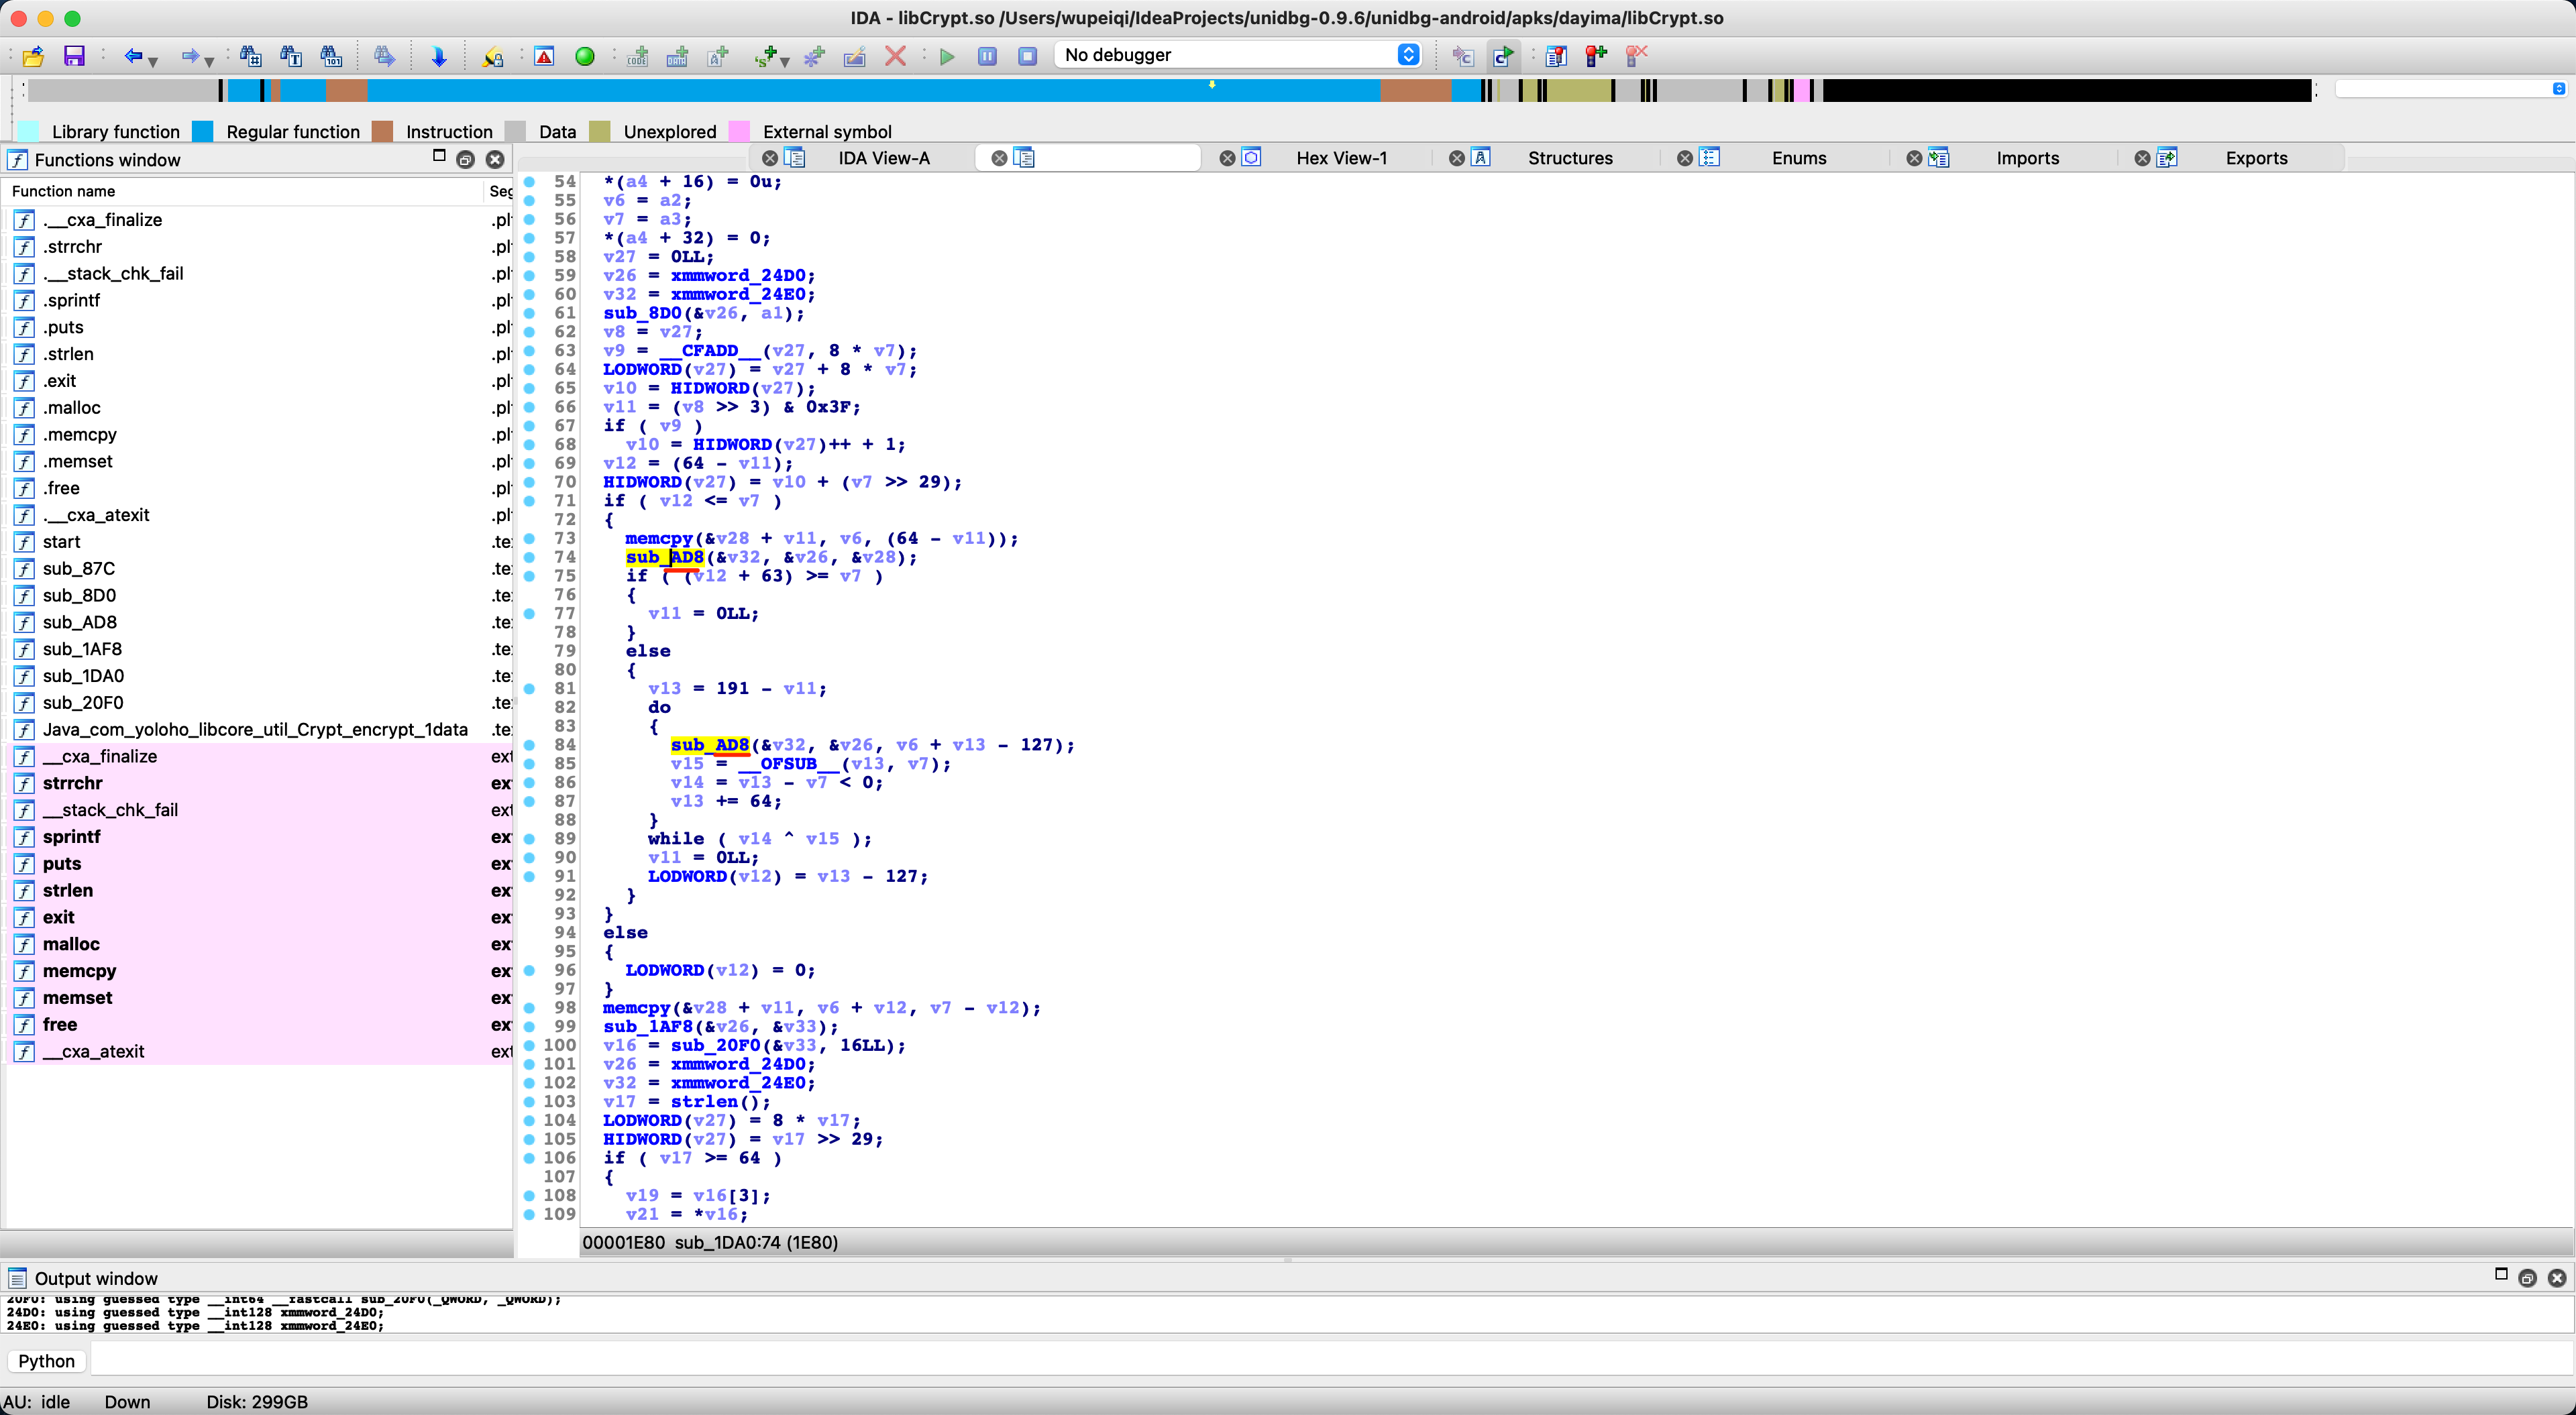 IDA - libCrypt.so /Users/wupeiqi/IdeaProjects/unidbg-0.9.6/unidbg-android/apks/dayima/libCrypt.so
No debugger
Library function Regular function Instruction Data Unexplored External symbol
Functions window
IDA View-A Hex View-1 Structures Enums Imports Exports
Function name Seg
.__cxa_finalize .pl
.strrchr .pl
.__stack_chk_fail .pl
.sprintf .pl
.puts .pl
.strlen .pl
.exit .pl
.malloc .pl
.memcpy .pl
.memset .pl
.free .pl
.__cxa_atexit .pl
start .te
sub_87C .te
sub_8D0 .te
sub_AD8 .te
sub_1AF8 .te
sub_1DA0 .te
sub_20F0 .te
Java_com_yoloho_libcore_util_Crypt_encrypt_1data .te
__cxa_finalize ext
strrchr ex
__stack_chk_fail ext
sprintf ex
puts ex
strlen ex
exit ex
malloc ex
memcpy ex
memset ex
free ex
__cxa_atexit ext
54 *(a4 + 16) = 0u;
55 v6 = a2;
56 v7 = a3;
57 *(a4 + 32) = 0;
58 v27 = 0LL;
59 v26 = xmmword_24D0;
60 v32 = xmmword_24E0;
61 sub_8D0(&v26, a1);
62 v8 = v27;
63 v9 = __CFADD__(v27, 8 * v7);
64 LODWORD(v27) = v27 + 8 * v7;
65 v10 = HIDWORD(v27);
66 v11 = (v8 >> 3) & 0x3F;
67 if ( v9 )
68 v10 = HIDWORD(v27)++ + 1;
69 v12 = (64 - v11);
70 HIDWORD(v27) = v10 + (v7 >> 29);
71 if ( v12 <= v7 )
72 {
73 memcpy(&v28 + v11, v6, (64 - v11));
74 sub_AD8(&v32, &v26, &v28);
75 if ( (v12 + 63) >= v7 )
76 {
77 v11 = 0LL;
78 }
79 else
80 {
81 v13 = 191 - v11;
82 do
83 {
84 sub_AD8(&v32, &v26, v6 + v13 - 127);
85 v15 = __OFSUB__(v13, v7);
86 v14 = v13 - v7 < 0;
87 v13 += 64;
88 }
89 while ( v14 ^ v15 );
90 v11 = 0LL;
91 LODWORD(v12) = v13 - 127;
92 }
93 }
94 else
95 {
96 LODWORD(v12) = 0;
97 }
98 memcpy(&v28 + v11, v6 + v12, v7 - v12);
99 sub_1AF8(&v26, &v33);
100 v16 = sub_20F0(&v33, 16LL);
101 v26 = xmmword_24D0;
102 v32 = xmmword_24E0;
103 v17 = strlen();
104 LODWORD(v27) = 8 * v17;
105 HIDWORD(v27) = v17 >> 29;
106 if ( v17 >= 64 )
107 {
108 v19 = v16[3];
109 v21 = *v16;
00001E80 sub_1DA0:74 (1E80)
Output window
20F0: using guessed type __int64 __fastcall sub_20F0(_QWORD, _QWORD);
24D0: using guessed type __int128 xmmword_24D0;
24E0: using guessed type __int128 xmmword_24E0;
Python
AU: idle Down Disk: 299GB